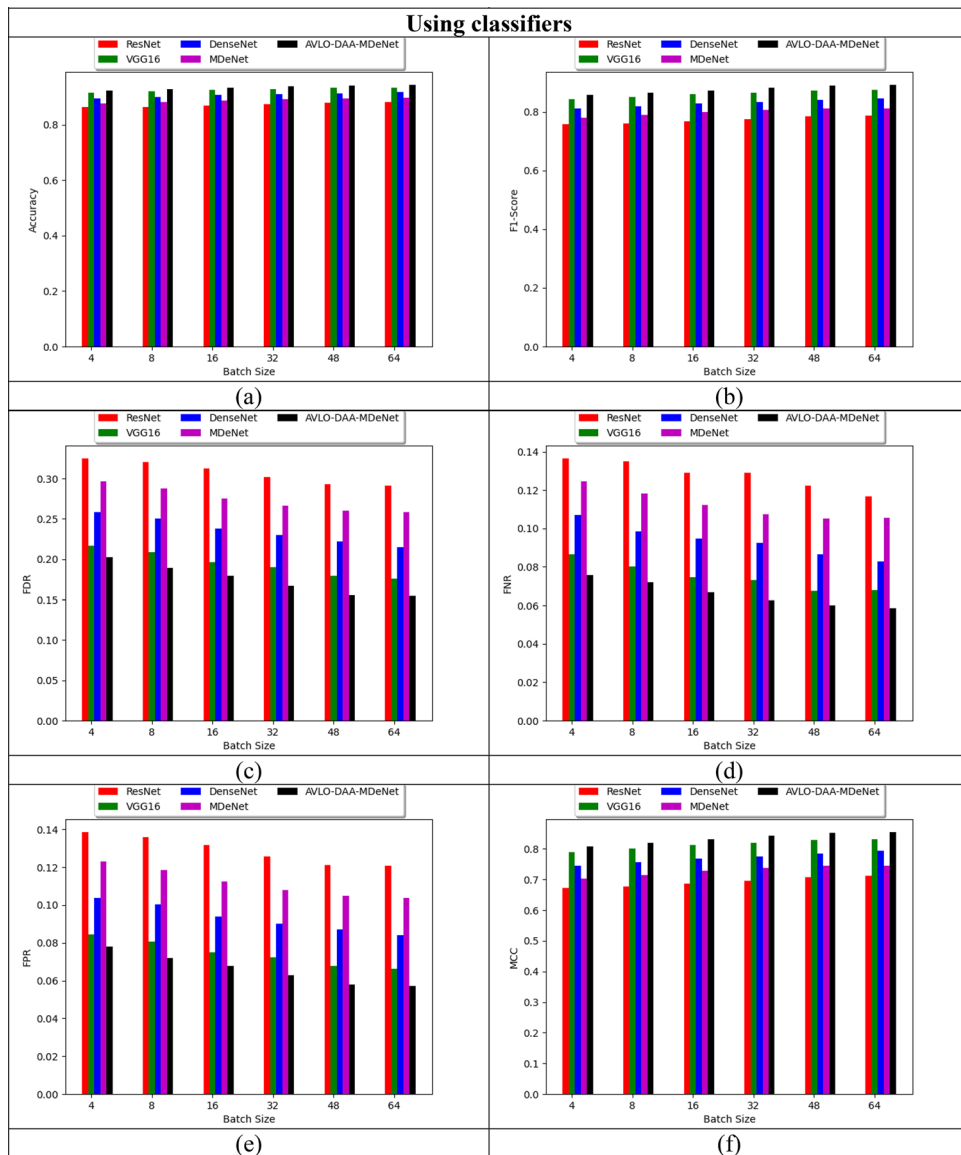 Using classifiers
ResNet DenseNet AVLO-DAA-MDeNet
VGG16 MDeNet
Accuracy
0.8
0.6
0.4
0.2
0.0
4 8 16 32 48 64
Batch Size
(a)
ResNet DenseNet AVLO-DAA-MDeNet
VGG16 MDeNet
F1-Score
0.8
0.6
0.4
0.2
0.0
4 8 16 32 48 64
Batch Size
(b)
ResNet DenseNet AVLO-DAA-MDeNet
VGG16 MDeNet
FDR
0.30
0.25
0.20
0.15
0.10
0.05
0.00
4 8 16 32 48 64
Batch Size
(c)
ResNet DenseNet AVLO-DAA-MDeNet
VGG16 MDeNet
FNR
0.14
0.12
0.10
0.08
0.06
0.04
0.02
0.00
4 8 16 32 48 64
Batch Size
(d)
ResNet DenseNet AVLO-DAA-MDeNet
VGG16 MDeNet
FPR
0.14
0.12
0.10
0.08
0.06
0.04
0.02
0.00
4 8 16 32 48 64
Batch Size
(e)
ResNet DenseNet AVLO-DAA-MDeNet
VGG16 MDeNet
MCC
0.8
0.7
0.6
0.5
0.4
0.3
0.2
0.1
0.0
4 8 16 32 48 64
Batch Size
(f)